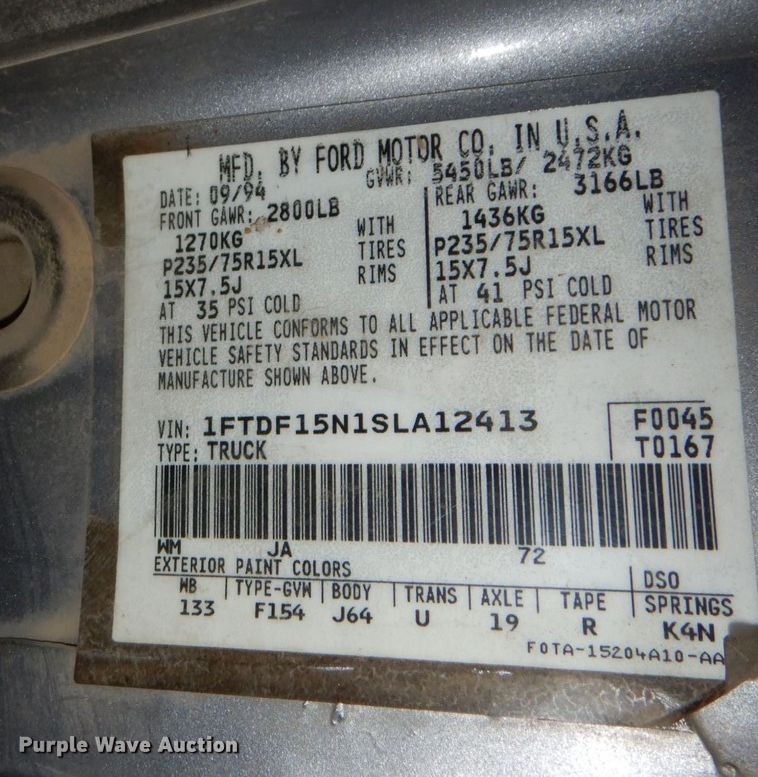 MFD. BY FORD MOTOR CO. IN U.S.A.
DATE: 09/94 GVWR: 5450LB/ 2472KG
FRONT GAWR: 2800LB REAR GAWR: 3166LB
1270KG WITH 1436KG WITH
P235/75R15XL TIRES P235/75R15XL TIRES
15X7.5J RIMS 15X7.5J RIMS
AT 35 PSI COLD AT 41 PSI COLD
THIS VEHICLE CONFORMS TO ALL APPLICABLE FEDERAL MOTOR
VEHICLE SAFETY STANDARDS IN EFFECT ON THE DATE OF
MANUFACTURE SHOWN ABOVE.
VIN: 1FTDF15N1SLA12413 F0045
TYPE: TRUCK T0167
WM JA 72
EXTERIOR PAINT COLORS DSO
WB TYPE-GVW BODY TRANS AXLE TAPE SPRINGS
133 F154 J64 U 19 R K4N
F0TA-15204A10-AA
Purple Wave Auction